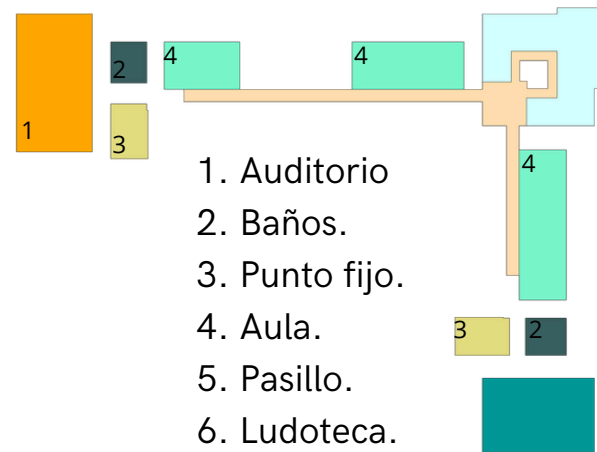 4
4
2
1
3
4
1. Auditorio
2. Baños.
3. Punto fijo.
4. Aula.
5. Pasillo.
6. Ludoteca.
3
2